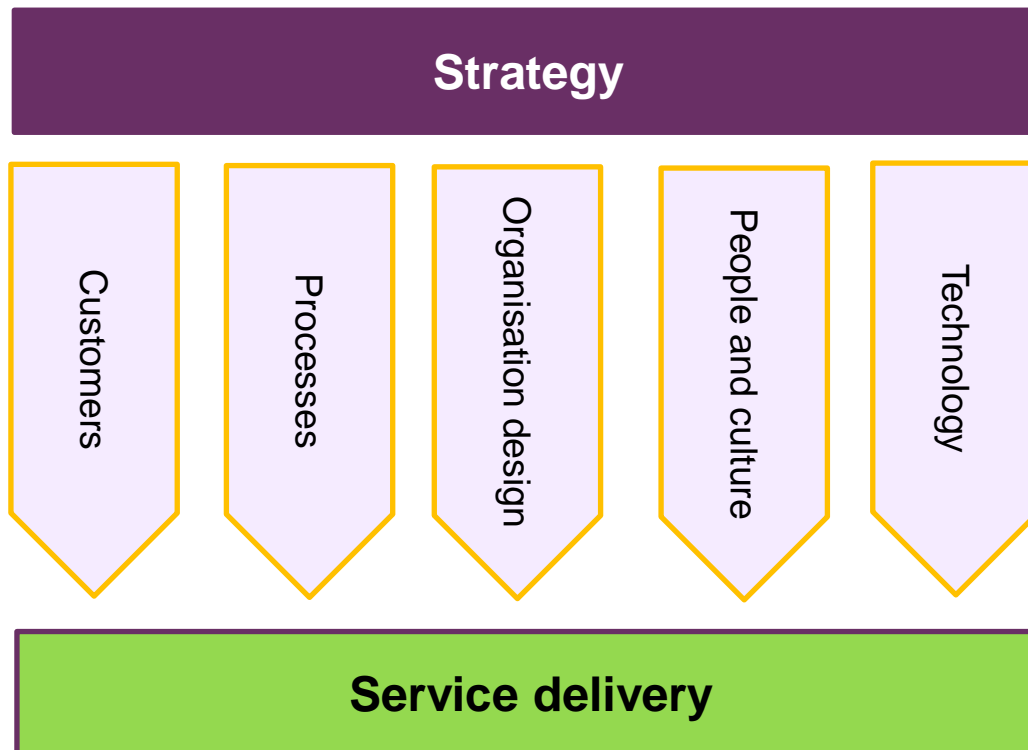 Strategy
Customers
Processes
Organisation design
People and culture
Technology
Service delivery